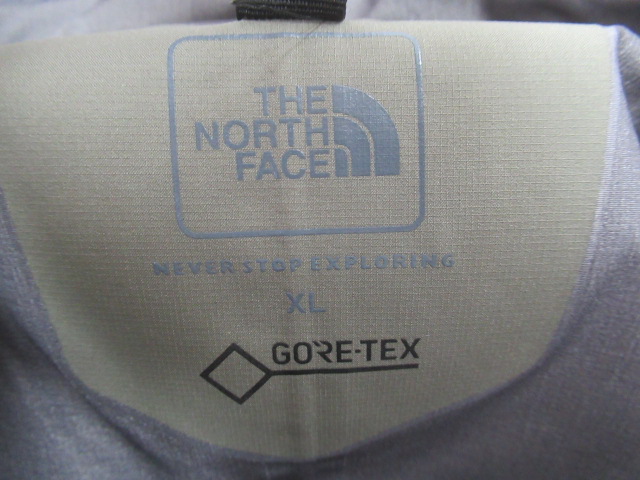 THE
NORTH
FACE
NEVER STOP EXPLORING
XL
GORE-TEX